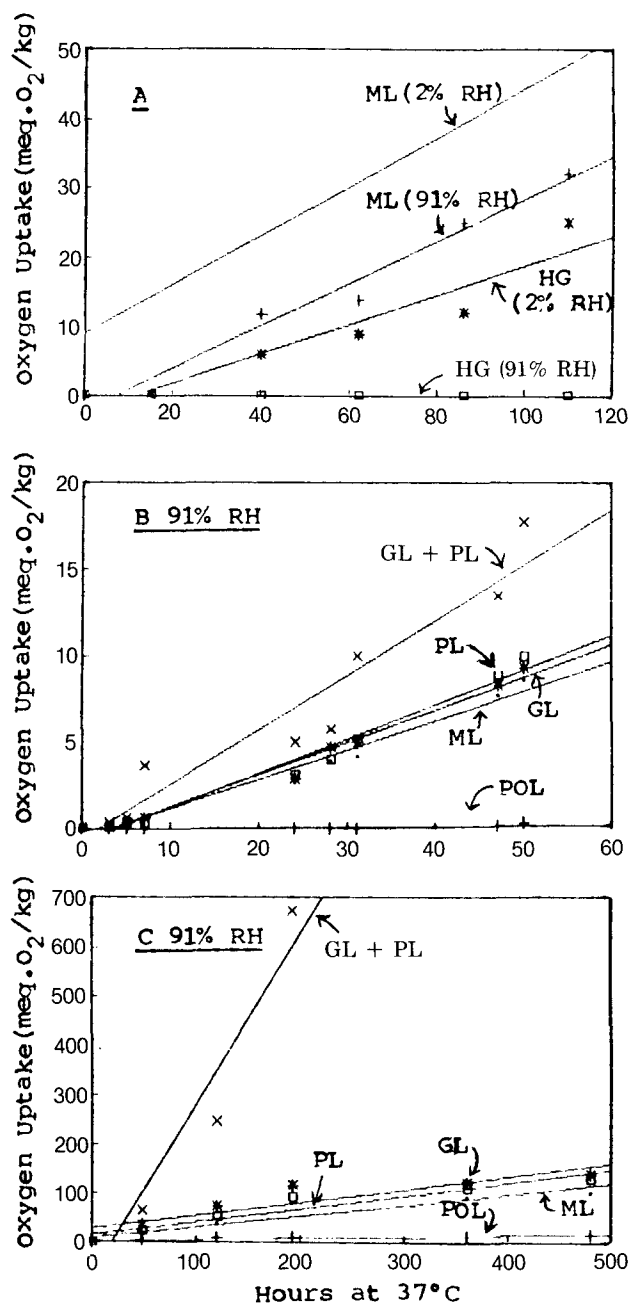 Oxygen Uptake (meq.O2/kg)
50
40
30
20
10
0
A
ML (2% RH)
ML (91% RH)
HG
(2% RH)
HG (91% RH)
0 20 40 60 80 100 120
Oxygen Uptake (meq.O2/kg)
20
15
10
5
0
B 91% RH
GL + PL
PL
GL
ML
POL
0 10 20 30 40 50 60
Oxygen Uptake (meq.O2/kg)
700
600
500
400
300
200
100
0
C 91% RH
GL + PL
GL
PL
POL
ML
0 100 200 300 400 500
Hours at 37°C